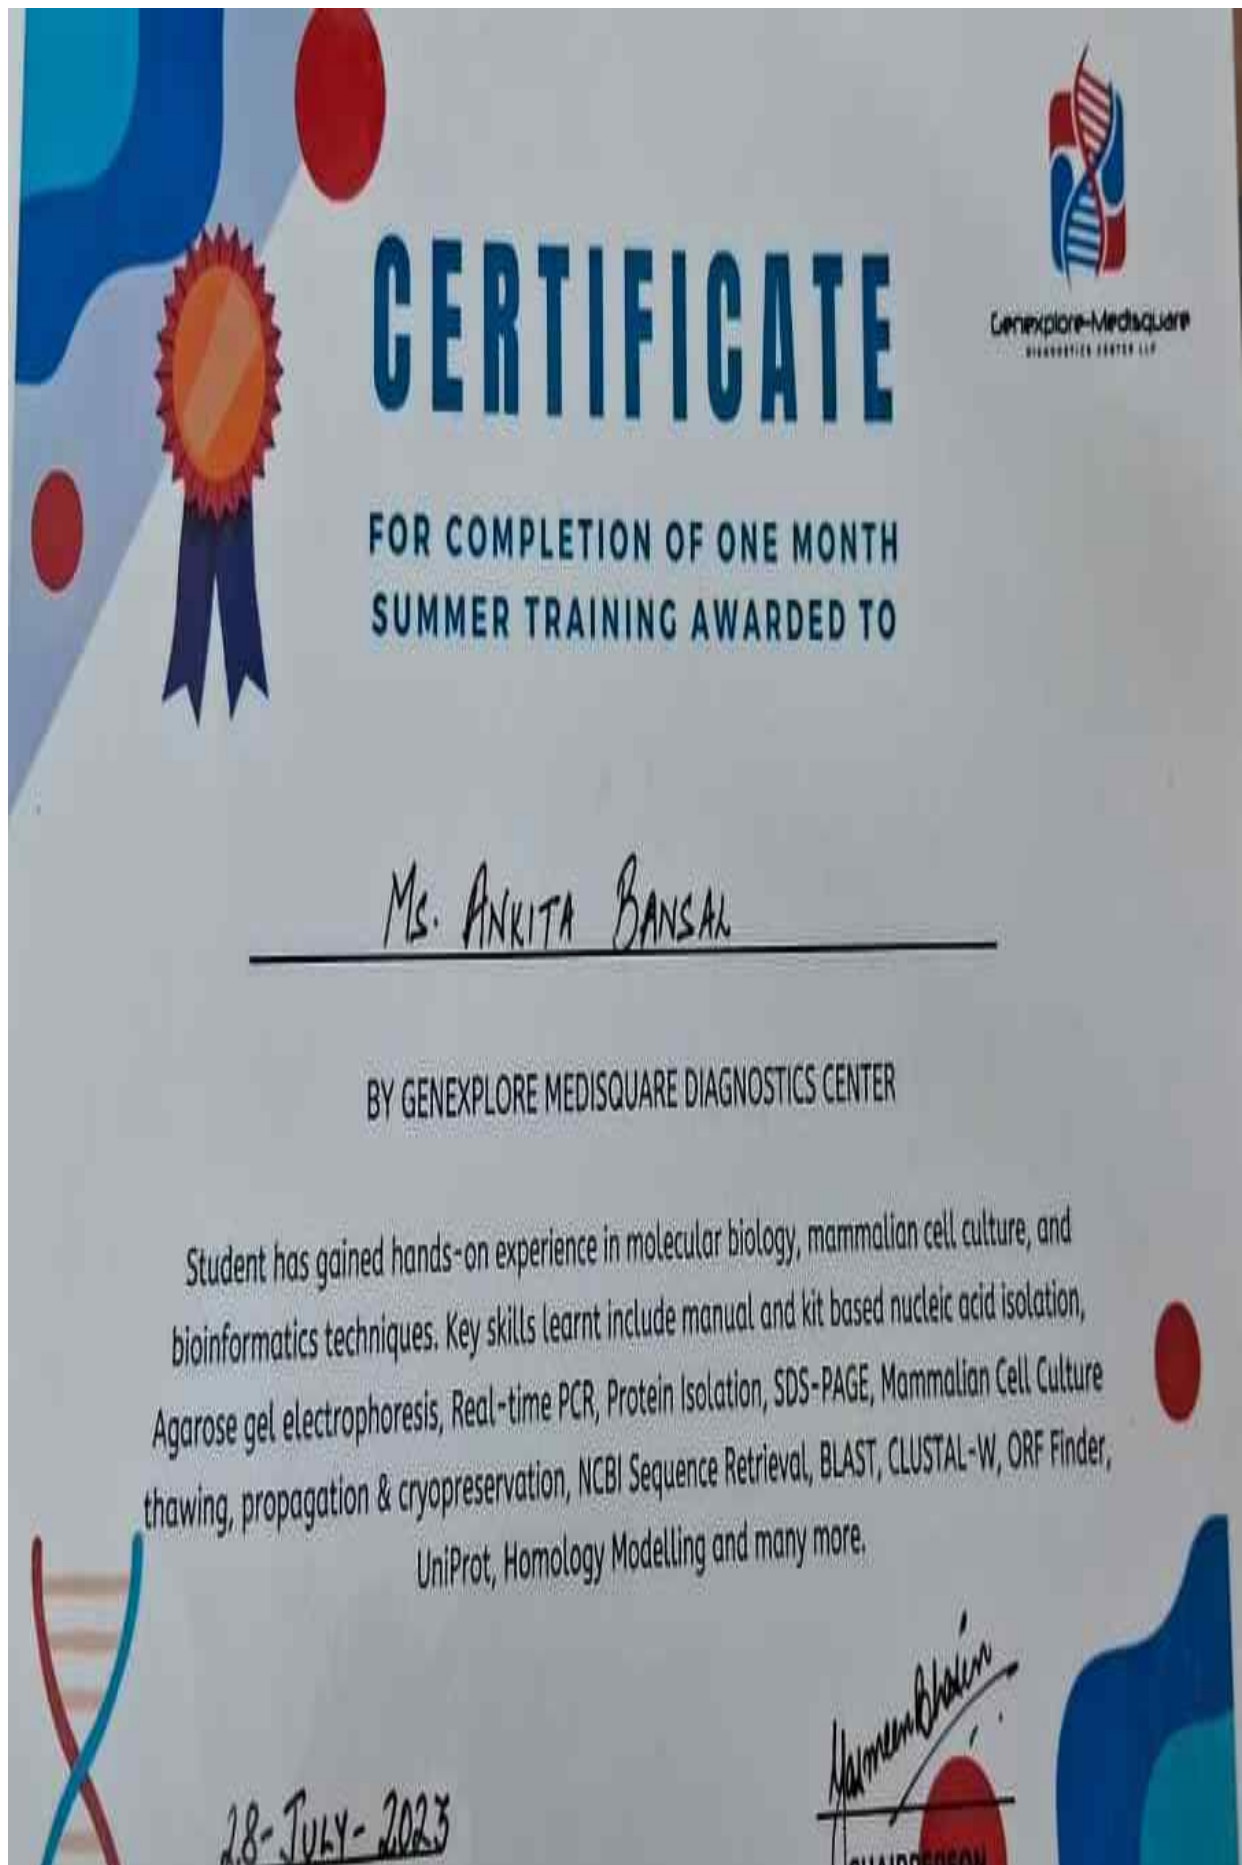 Genexplore-Medisquare
DIAGNOSTICS CENTER LLP
CERTIFICATE
FOR COMPLETION OF ONE MONTH
SUMMER TRAINING AWARDED TO
MS. ANKITA BANSAL
BY GENEXPLORE MEDISQUARE DIAGNOSTICS CENTER
Student has gained hands-on experience in molecular biology, mammalian cell culture, and
bioinformatics techniques. Key skills learnt include manual and kit based nucleic acid isolation,
Agarose gel electrophoresis, Real-time PCR, Protein Isolation, SDS-PAGE, Mammalian Cell Culture
thawing, propagation & cryopreservation, NCBI Sequence Retrieval, BLAST, CLUSTAL-W, ORF Finder,
UniProt, Homology Modelling and many more.
28-JULY-2023
CHAIRPERSON